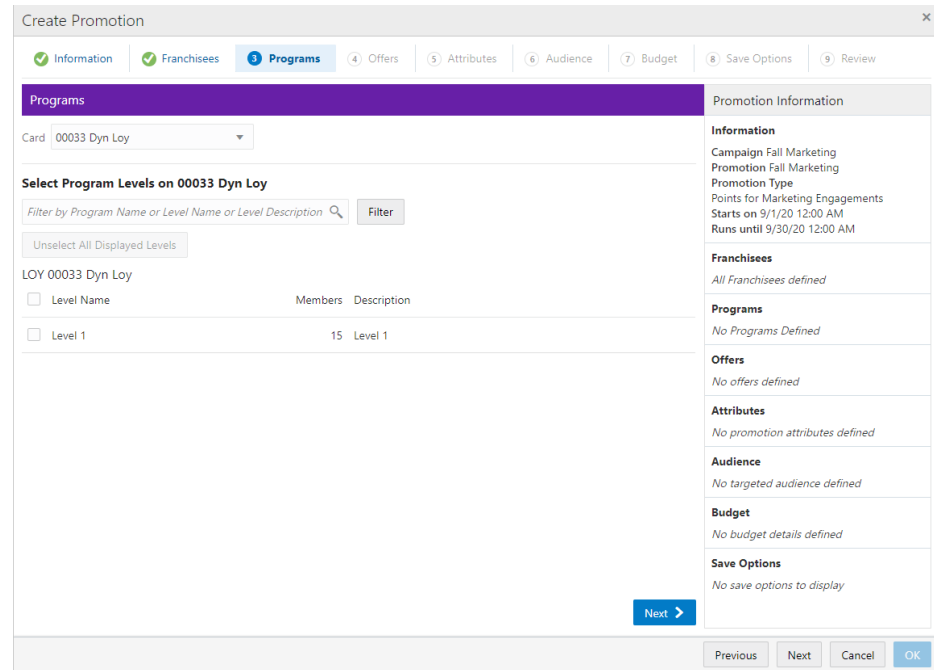 Create Promotion
Information
Franchisees
3 Programs
4 Offers
5 Attributes
6 Audience
7 Budget
8 Save Options
9 Review
Programs
Card 00033 Dyn Loy
Select Program Levels on 00033 Dyn Loy
Filter by Program Name or Level Name or Level Description
Filter
Unselect All Displayed Levels
LOY 00033 Dyn Loy
Level Name Members Description
Level 1 15 Level 1
Next
Promotion Information
Information
Campaign Fall Marketing
Promotion Fall Marketing
Promotion Type
Points for Marketing Engagements
Starts on 9/1/20 12:00 AM
Runs until 9/30/20 12:00 AM
Franchisees
All Franchisees defined
Programs
No Programs Defined
Offers
No offers defined
Attributes
No promotion attributes defined
Audience
No targeted audience defined
Budget
No budget details defined
Save Options
No save options to display
Previous
Next
Cancel
OK